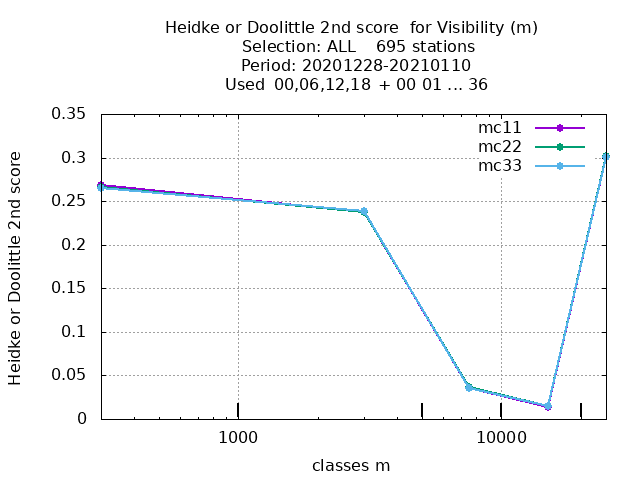 Heidke or Doolittle 2nd score  for Visibility (m)
Selection: ALL    695 stations
Period: 20201228-20210110
Used  00,06,12,18  + 00 01 ... 36
0.35
0.3
0.25
0.2
0.15
0.1
0.05
0
Heidke or Doolittle 2nd score
mc11
mc22
mc33
1000
10000
classes m